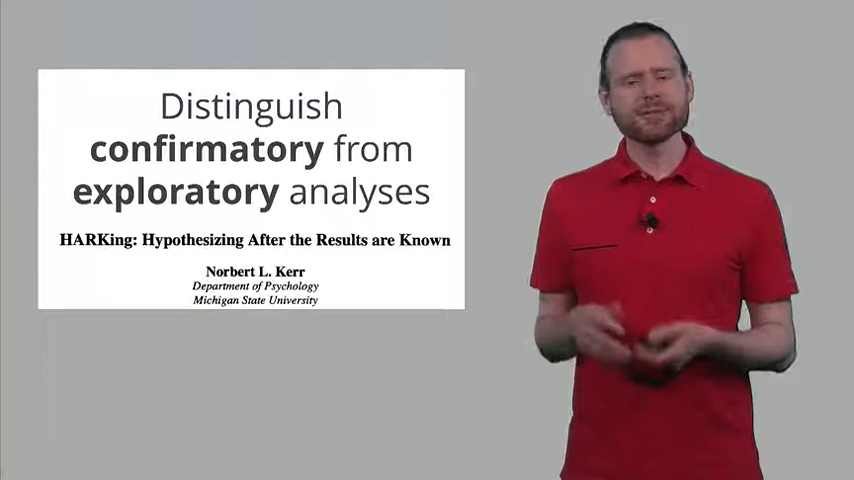 Distinguish
confirmatory from
exploratory analyses
HARKing: Hypothesizing After the Results are Known
Norbert L. Kerr
Department of Psychology
Michigan State University